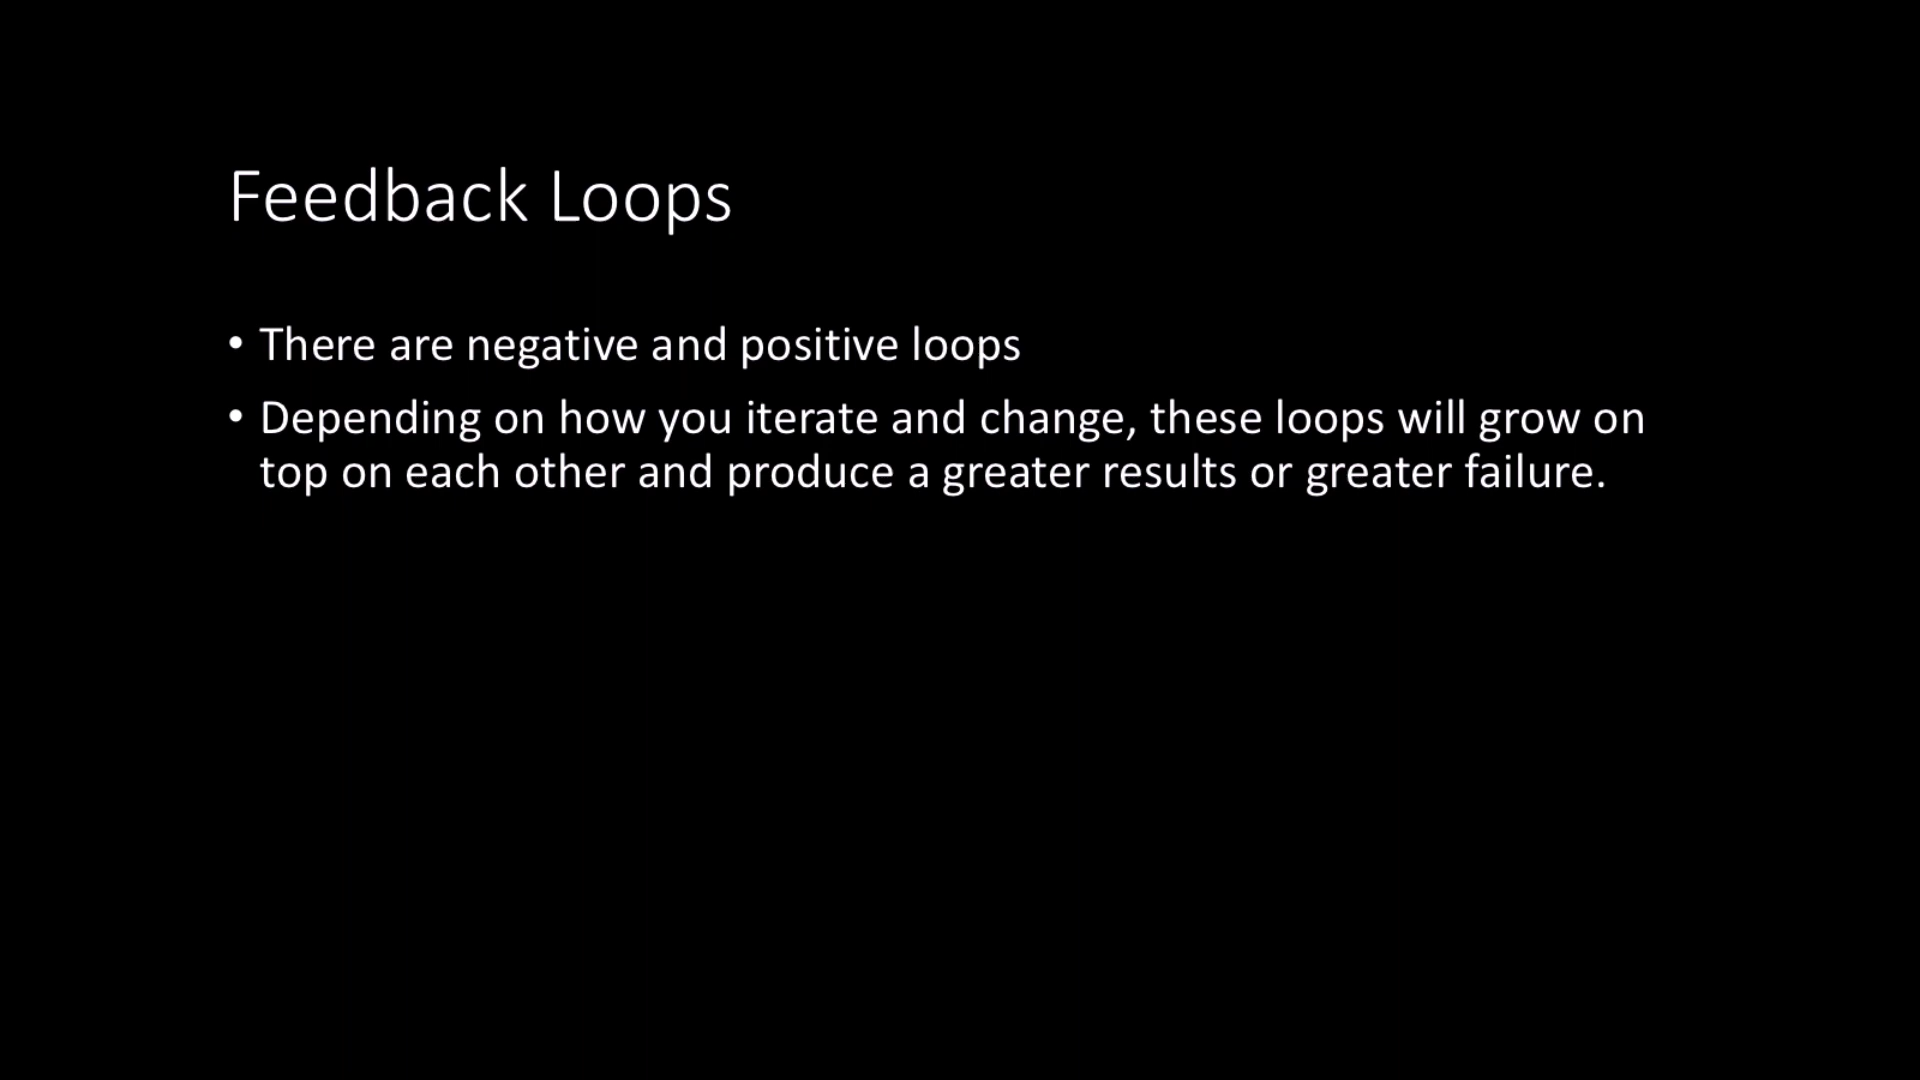 Feedback Loops
• There are negative and positive loops
• Depending on how you iterate and change, these loops will grow on
top on each other and produce a greater results or greater failure.